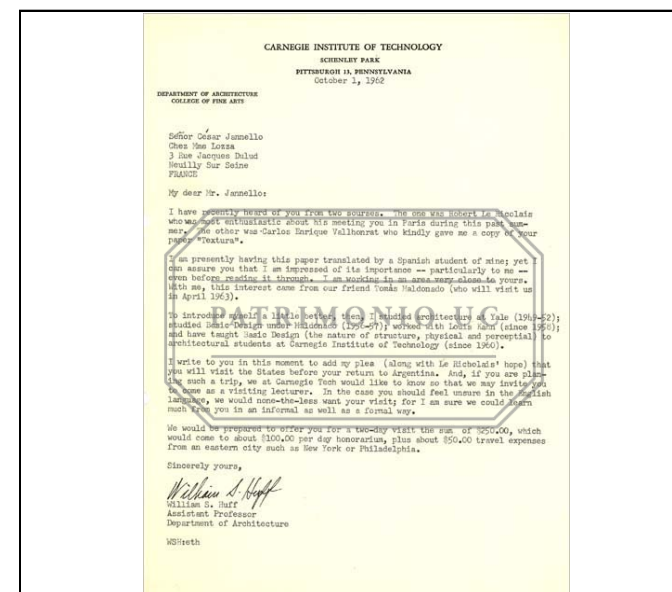 CARNEGIE INSTITUTE OF TECHNOLOGY
SCHENLEY PARK
PITTSBURGH 13, PENNSYLVANIA
October 1, 1962
DEPARTMENT OF ARCHITECTURE
COLLEGE OF FINE ARTS
Señor César Jannello
Chez Mme Lozza
3 Rue Jacques Dulud
Neuilly Sur Seine
FRANCE
My dear Mr. Jannello:
I have recently heard of you from two sourses. The one was Robert Le Ricolais
who was most enthusiastic about his meeting you in Paris during this past sum-
mer. The other was Carlos Enrique Vallhonrat who kindly gave me a copy of your
paper "Textura".
I am presently having this paper translated by a Spanish student of mine; yet I
can assure you that I am impressed of its importance -- particularly to me --
even before reading it through. I am working in an area very close to yours.
With me, this interest came from our friend Tomás Maldonado (who will visit us
in April 1963).
PATRIMONIO UC
To introduce myself a little better, then, I studied architecture at Yale (1949-52);
studied Basic Design under Maldonado (1956-57); worked with Louis Kahn (since 1958);
and have taught Basic Design (the nature of structure, physical and perceptial) to
architectural students at Carnegie Institute of Technology (since 1960).
I write to you in this moment to add my plea (along with Le Richolais' hope) that
you will visit the States before your return to Argentina. And, if you are plan-
ing such a trip, we at Carnegie Tech would like to know so that we may invite you
to come as a visiting lecturer. In the case you should feel unsure in the English
language, we would none-the-less want your visit; for I am sure we could learn
much from you in an informal as well as a formal way.
We would be prepared to offer you for a two-day visit the sum of $250.00, which
would come to about $100.00 per day honorarium, plus about $50.00 travel expenses
from an eastern city such as New York or Philadelphia.
Sincerely yours,
William S. Huff
William S. Huff
Assistant Professor
Department of Architecture
WSH:eth